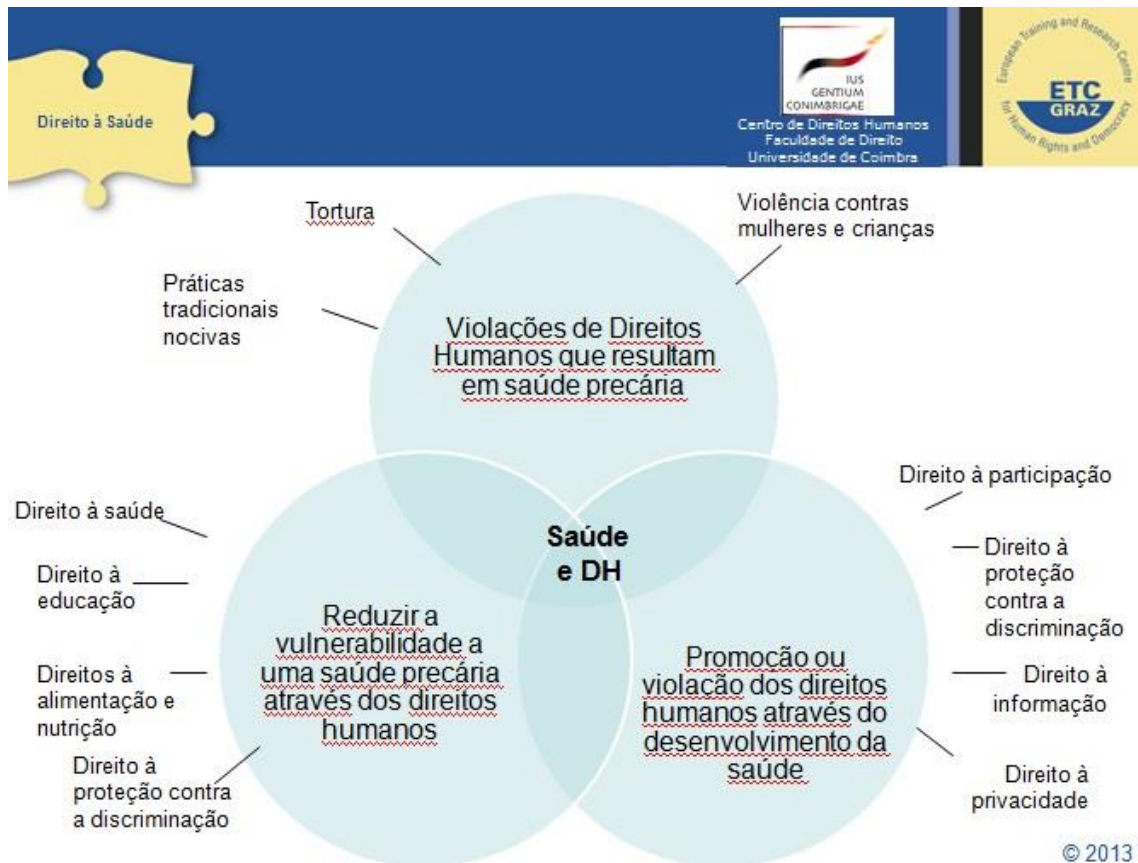 Direito à Saúde
IUS
GENTIUM
CONIMBRIGAE
Centro de Direitos Humanos
Faculdade de Direito
Universidade de Coimbra
European Training and Research Centre
for Human Rights and Democracy
ETC
GRAZ
Tortura
Violência contras
mulheres e crianças
Práticas
tradicionais
nocivas
Violações de Direitos
Humanos que resultam
em saúde precária
Direito à saúde
Direito à
educação
Direitos à
alimentação e
nutrição
Direito à
proteção contra
a discriminação
Saúde
e DH
Reduzir a
vulnerabilidade a
uma saúde precária
através dos direitos
humanos
Promoção ou
violação dos direitos
humanos através do
desenvolvimento da
saúde
Direito à participação
Direito à
proteção
contra a
discriminação
Direito à
informação
Direito à
privacidade
© 2013